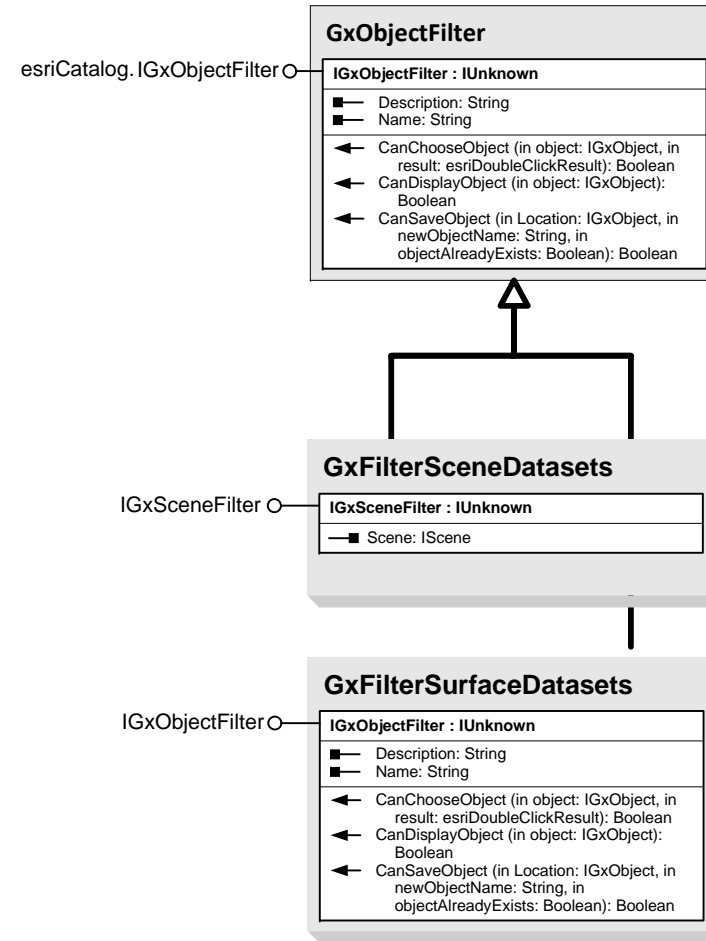 GxObjectFilter
esriCatalog. IGxObjectFilter
IGxObjectFilter : IUnknown
Description: String
Name: String
CanChooseObject (in object: IGxObject, in
result: esriDoubleClickResult): Boolean
CanDisplayObject (in object: IGxObject):
Boolean
CanSaveObject (in Location: IGxObject, in
newObjectName: String, in
objectAlreadyExists: Boolean): Boolean
GxFilterSceneDatasets
IGxSceneFilter
IGxSceneFilter : IUnknown
Scene: IScene
GxFilterSurfaceDatasets
IGxObjectFilter
IGxObjectFilter : IUnknown
Description: String
Name: String
CanChooseObject (in object: IGxObject, in
result: esriDoubleClickResult): Boolean
CanDisplayObject (in object: IGxObject):
Boolean
CanSaveObject (in Location: IGxObject, in
newObjectName: String, in
objectAlreadyExists: Boolean): Boolean